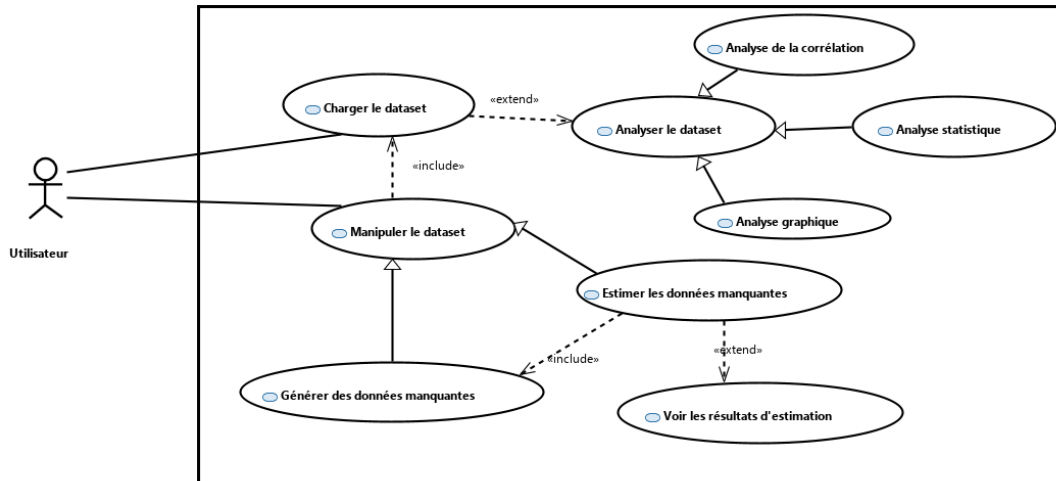 Analyse de la corrélation
«extend»
Charger le dataset
Analyser le dataset
Analyse statistique
«include»
Analyse graphique
Manipuler le dataset
Utilisateur
Estimer les données manquantes
«include»
«extend»
Générer des données manquantes
Voir les résultats d'estimation